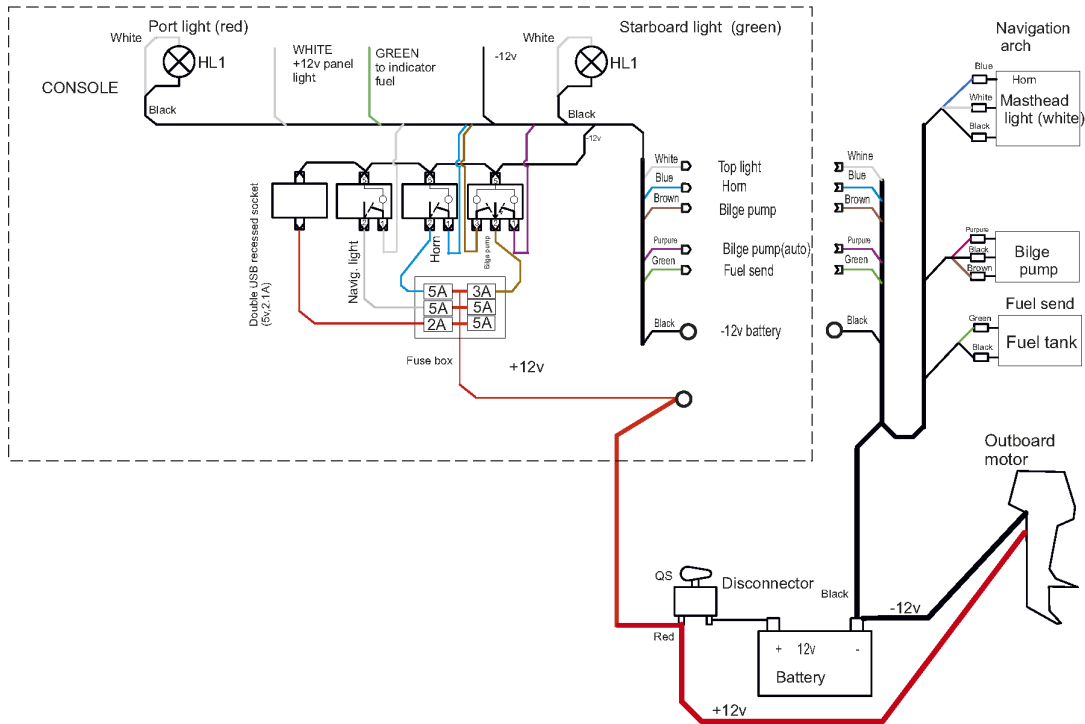 Port light (red)
White
HL1
WHITE
+12v panel
light
GREEN
to indicator
fuel
-12v
Starboard light (green)
White
HL1
CONSOLE
Black
Black
-12v
Navigation
arch
Blue
Horn
White
Masthead
light (white)
Black
White
Top light
Blue
Horn
Brown
Bilge pump
Purpure
Bilge pump(auto)
Green
Fuel send
Black
-12v battery
Whine
Blue
Brown
Purpure
Green
Black
Purpure
Black
Brown
Bilge
pump
Fuel send
Green
Black
Fuel tank
Double USB recessed socket
(5v,2.1A)
Navig. light
Horn
Bilge pump
5A
3A
5A
5A
2A
5A
Fuse box
+12v
Outboard
motor
QS
Disconnector
Black
-12v
Red
+ 12v -
Battery
+12v